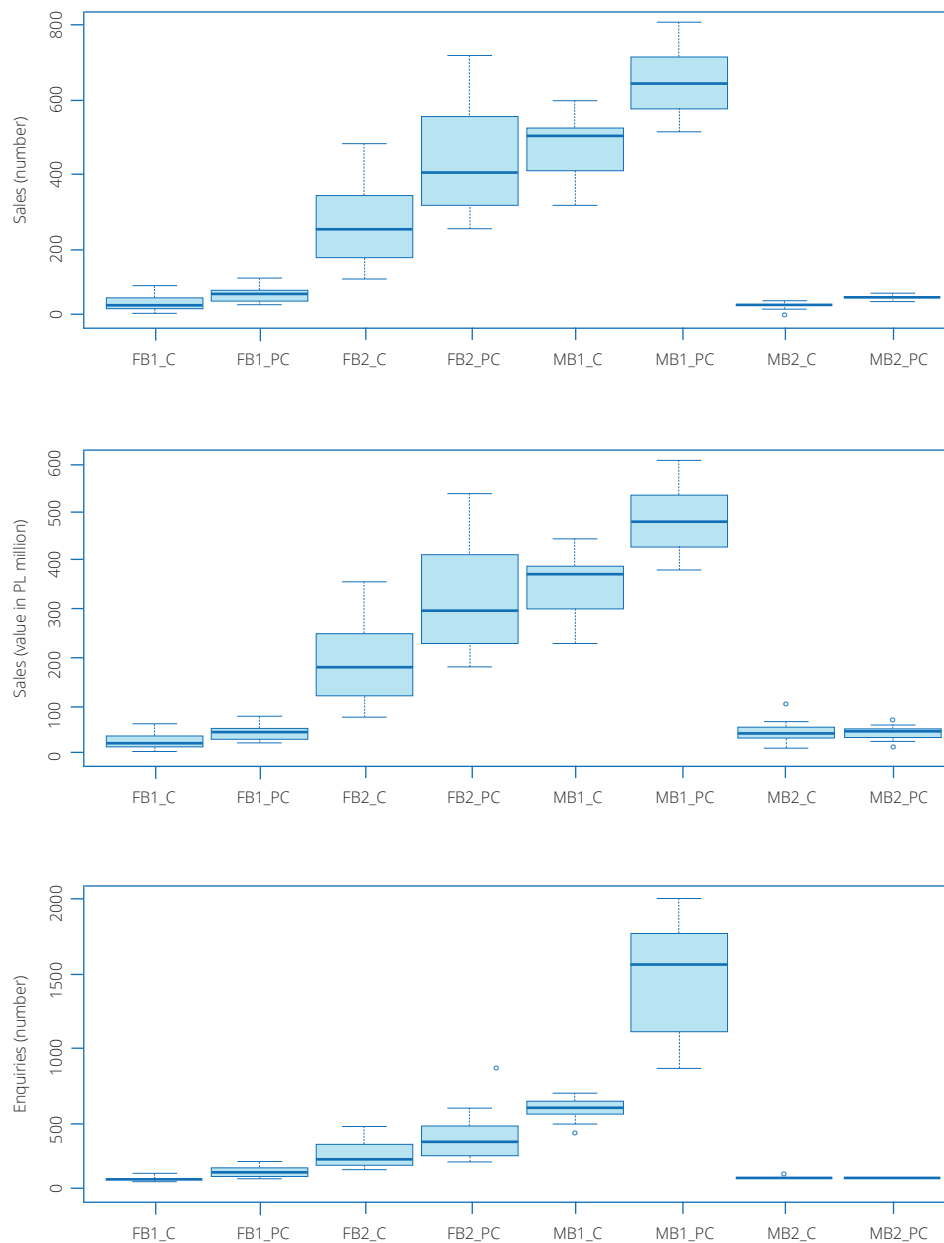 Sales (number)
800
600
400
200
0
FB1_C FB1_PC FB2_C FB2_PC MB1_C MB1_PC MB2_C MB2_PC
Sales (value in PL million)
600
500
400
300
200
100
0
FB1_C FB1_PC FB2_C FB2_PC MB1_C MB1_PC MB2_C MB2_PC
Enquiries (number)
2000
1500
1000
500
0
FB1_C FB1_PC FB2_C FB2_PC MB1_C MB1_PC MB2_C MB2_PC